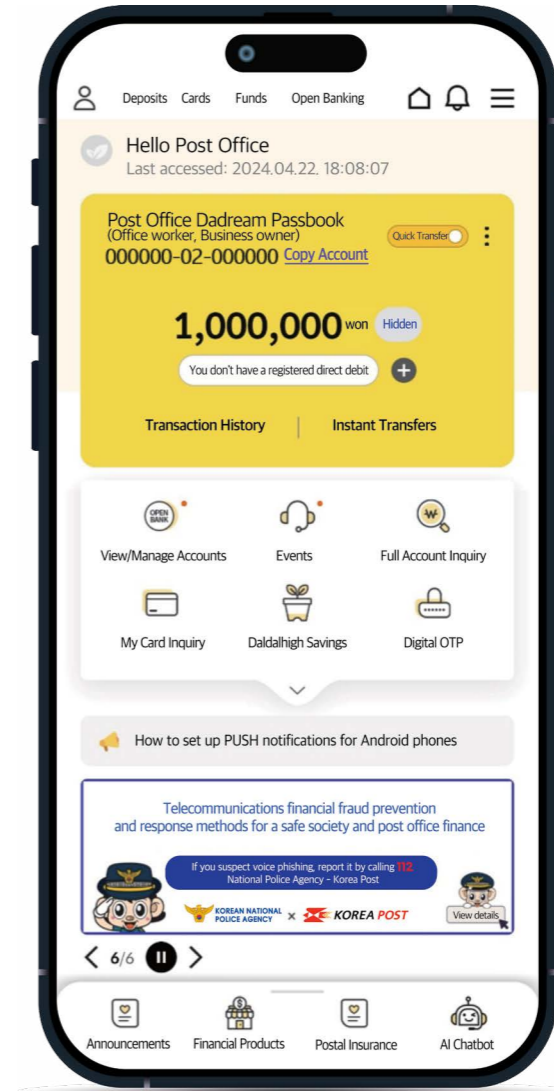 Deposits Cards Funds Open Banking
Hello Post Office
Last accessed: 2024.04.22. 18:08:07
Post Office Dadream Passbook
(Office worker, Business owner)
000000-02-000000 Copy Account
Quick Transfer
1,000,000 won Hidden
You don't have a registered direct debit
Transaction History | Instant Transfers
OPEN
BANK
View/Manage Accounts Events Full Account Inquiry
My Card Inquiry Daldalhigh Savings Digital OTP
How to set up PUSH notifications for Android phones
Telecommunications financial fraud prevention
and response methods for a safe society and post office finance
If you suspect voice phishing, report it by calling 112
National Police Agency - Korea Post
KOREAN NATIONAL
POLICE AGENCY × KOREA POST
View details
6/6
Announcements Financial Products Postal Insurance AI Chatbot